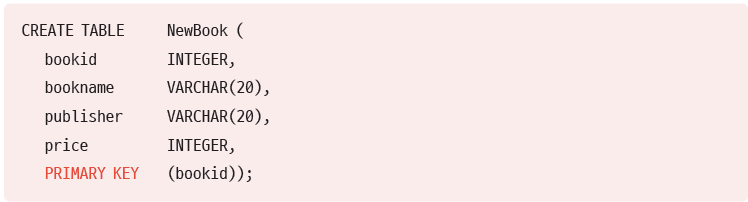 CREATE TABLE NewBook (
bookid INTEGER,
bookname VARCHAR(20),
publisher VARCHAR(20),
price INTEGER,
PRIMARY KEY (bookid));